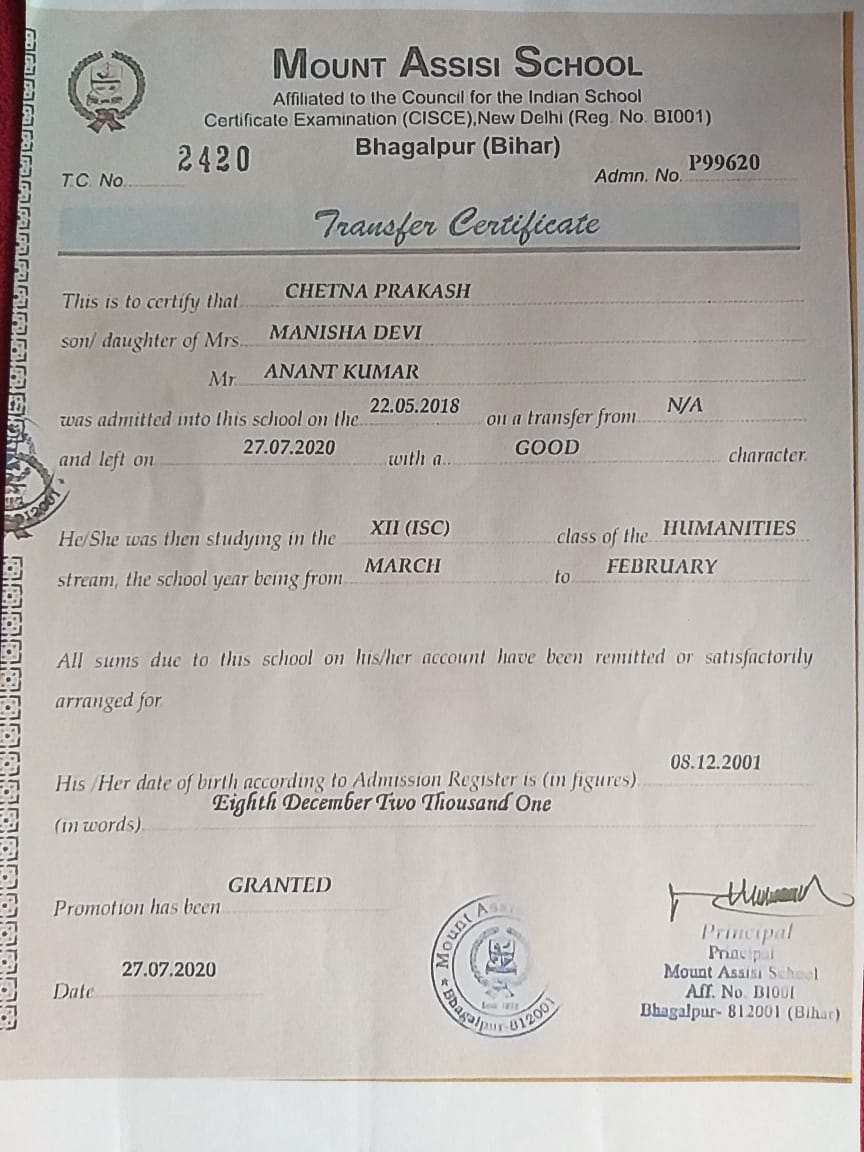 MOUNT ASSISI SCHOOL
Affiliated to the Council for the Indian School
Certificate Examination (CISCE),New Delhi (Reg. No. BI001)
Bhagalpur (Bihar)
T.C. No. 2420 Admn. No. P99620
Transfer Certificate
This is to certify that CHETNA PRAKASH
son/ daughter of Mrs. MANISHA DEVI
Mr. ANANT KUMAR
was admitted into this school on the 22.05.2018 on a transfer from N/A
and left on 27.07.2020 with a GOOD character.
He/She was then studying in the XII (ISC) class of the HUMANITIES
stream, the school year being from MARCH to FEBRUARY
All sums due to this school on his/her account have been remitted or satisfactorily
arranged for
His /Her date of birth according to Admission Register is (in figures) 08.12.2001
(in words) Eighth December Two Thousand One
Promotion has been GRANTED
Date 27.07.2020
Principal
Principal
Mount Assisi School
Aff. No. B1001
Bhagalpur- 812001 (Bihar)
Mount Assi
★ Bhagalpur-812001
812001 *